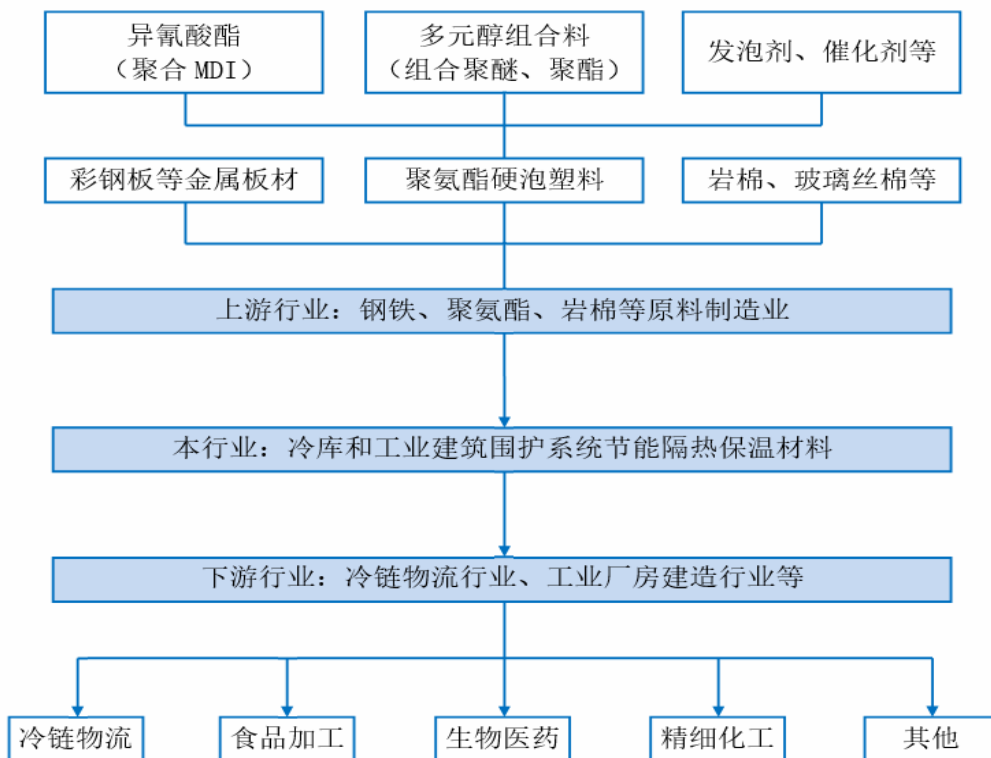 异氰酸酯
（聚合 MDI）
多元醇组合料
（组合聚醚、聚酯）
发泡剂、催化剂等
彩钢板等金属板材
聚氨酯硬泡塑料
岩棉、玻璃丝棉等
上游行业：钢铁、聚氨酯、岩棉等原料制造业
本行业：冷库和工业建筑围护系统节能隔热保温材料
下游行业：冷链物流行业、工业厂房建造行业等
冷链物流
食品加工
生物医药
精细化工
其他